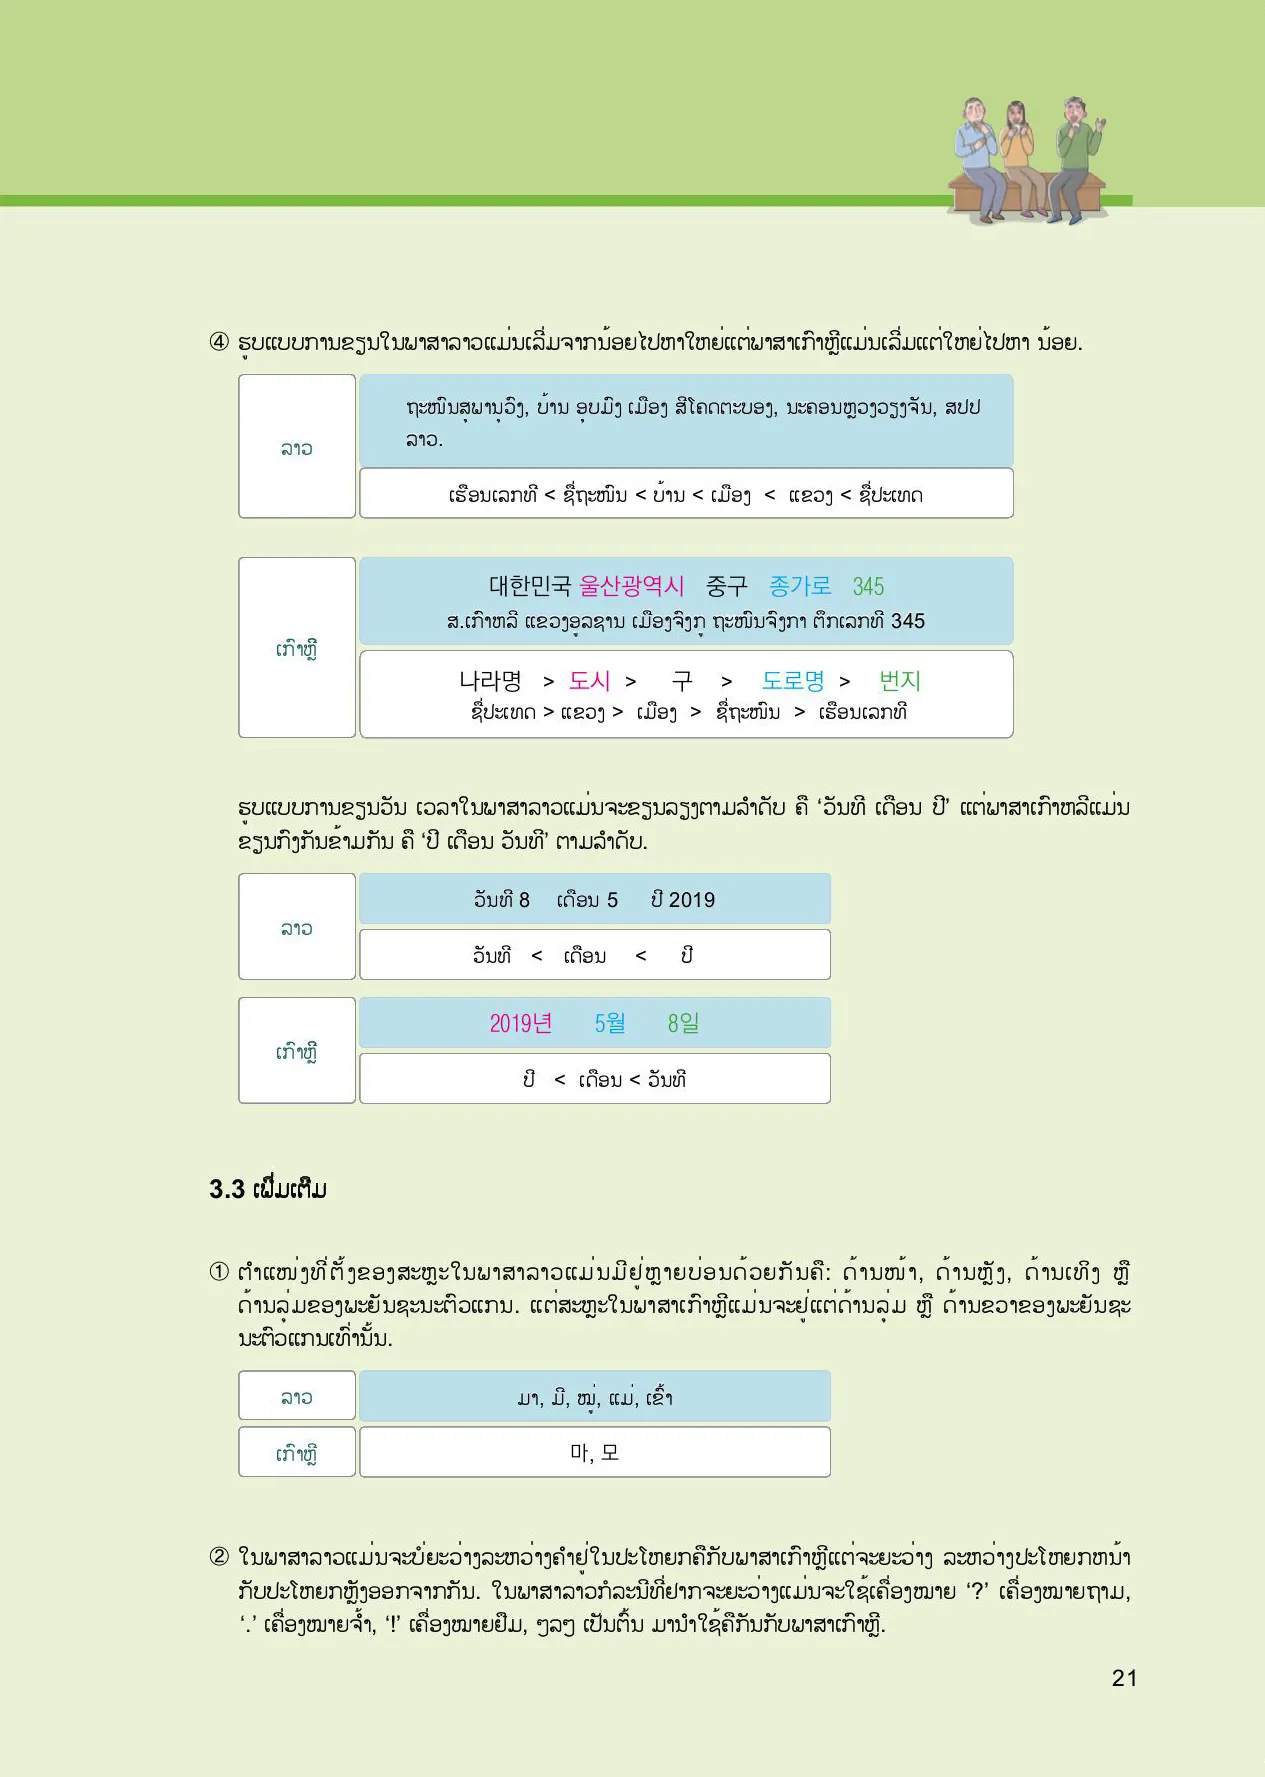 ④ ຮູບແບບການຂຽນໃນພາສາລາວແມ່ນເລີ່ມຈາກນ້ອຍໄປຫາໃຫຍ່ແຕ່ພາສາເກົາຫຼີແມ່ນເລີ່ມແຕ່ໃຫຍ່ໄປຫາ ນ້ອຍ.
ລາວ
ຖະໜົນສຸພານຸວົງ, ບ້ານ ອຸບມຸງ ເມືອງ ສີໂຄດຕະບອງ, ນະຄອນຫຼວງວຽງຈັນ, ສປປ
ລາວ.
ເຮືອນເລກທີ < ຊື່ຖະໜົນ < ບ້ານ < ເມືອງ < ແຂວງ < ຊື່ປະເທດ
ເກົາຫຼີ
대한민국 울산광역시 중구 종가로 345
ສ.ເກົາຫລີ ແຂວງອູລຊານ ເມືອງຈົງກູ ຖະໜົນຈົງກາ ຕຶກເລກທີ 345
나라명 > 도시 > 구 > 도로명 > 번지
ຊື່ປະເທດ > ແຂວງ > ເມືອງ > ຊື່ຖະໜົນ > ເຮືອນເລກທີ
ຮູບແບບການຂຽນວັນ ເວລາໃນພາສາລາວແມ່ນຈະຂຽນລຽງຕາມລຳດັບ ຄື ‘ວັນທີ ເດືອນ ປີ’ ແຕ່ພາສາເກົາຫລີແມ່ນ
ຂຽນກົງກັນຂ້າມກັນ ຄື ‘ປີ ເດືອນ ວັນທີ’ ຕາມລຳດັບ.
ລາວ
ວັນທີ 8 ເດືອນ 5 ປີ 2019
ວັນທີ < ເດືອນ < ປີ
ເກົາຫຼີ
2019년 5월 8일
ປີ < ເດືອນ < ວັນທີ
3.3 ເພີ່ມເຕີມ
① ຕຳແໜ່ງທີ່ຕັ້ງຂອງສະຫຼະໃນພາສາລາວແມ່ນມີຢູ່ຫຼາຍບ່ອນດ້ວຍກັນຄື: ດ້ານໜ້າ, ດ້ານຫຼັງ, ດ້ານເທິງ ຫຼື
ດ້ານລຸ່ມຂອງພະຍັນຊະນະຕົວແກນ. ແຕ່ສະຫຼະໃນພາສາເກົາຫຼີແມ່ນຈະຢູ່ແຕ່ດ້ານລຸ່ມ ຫຼື ດ້ານຂວາຂອງພະຍັນຊະ
ນະຕົວແກນເທົ່ານັ້ນ.
ລາວ
ມາ, ມີ, ໝູ່, ແມ່, ເຂົ້າ
ເກົາຫຼີ
마, 모
② ໃນພາສາລາວແມ່ນຈະບໍ່ຍະວ່າງລະຫວ່າງຄຳຢູ່ໃນປະໂຫຍກຄືກັບພາສາເກົາຫຼີແຕ່ຈະຍະວ່າງ ລະຫວ່າງປະໂຫຍກຫນ້າ
ກັບປະໂຫຍກຫຼັງອອກຈາກກັນ. ໃນພາສາລາວກໍລະນີທີ່ຢາກຈະຍະວ່າງແມ່ນຈະໃຊ້ເຄື່ອງໝາຍ ‘?’ ເຄື່ອງໝາຍຖາມ,
‘.’ ເຄື່ອງໝາຍຈ້ຳ, ‘!’ ເຄື່ອງໝາຍຢືມ, ໆລໆ ເປັນຕົ້ນ ມານຳໃຊ້ຄືກັນກັບພາສາເກົາຫຼີ.
21